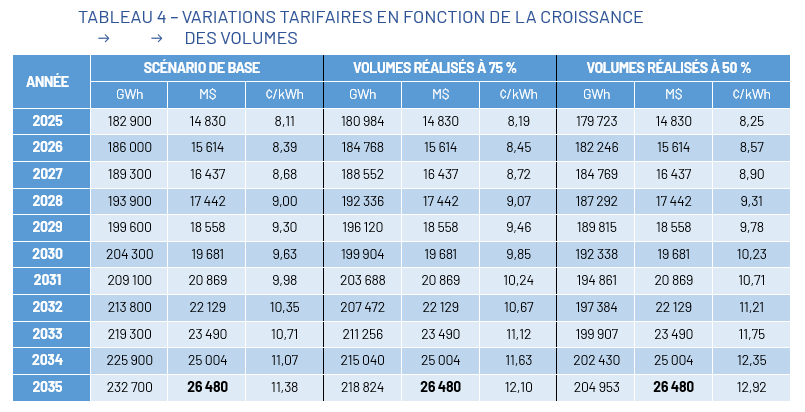 TABLEAU 4 – VARIATIONS TARIFAIRES EN FONCTION DE LA CROISSANCE
→ → DES VOLUMES
ANNÉE SCÉNARIO DE BASE VOLUMES RÉALISÉS À 75 % VOLUMES RÉALISÉS À 50 %
GWh M$ ¢/kWh GWh M$ ¢/kWh GWh M$ ¢/kWh
2025 182 900 14 830 8,11 180 984 14 830 8,19 179 723 14 830 8,25
2026 186 000 15 614 8,39 184 768 15 614 8,45 182 246 15 614 8,57
2027 189 300 16 437 8,68 188 552 16 437 8,72 184 769 16 437 8,90
2028 193 900 17 442 9,00 192 336 17 442 9,07 187 292 17 442 9,31
2029 199 600 18 558 9,30 196 120 18 558 9,46 189 815 18 558 9,78
2030 204 300 19 681 9,63 199 904 19 681 9,85 192 338 19 681 10,23
2031 209 100 20 869 9,98 203 688 20 869 10,24 194 861 20 869 10,71
2032 213 800 22 129 10,35 207 472 22 129 10,67 197 384 22 129 11,21
2033 219 300 23 490 10,71 211 256 23 490 11,12 199 907 23 490 11,75
2034 225 900 25 004 11,07 215 040 25 004 11,63 202 430 25 004 12,35
2035 232 700 26 480 11,38 218 824 26 480 12,10 204 953 26 480 12,92